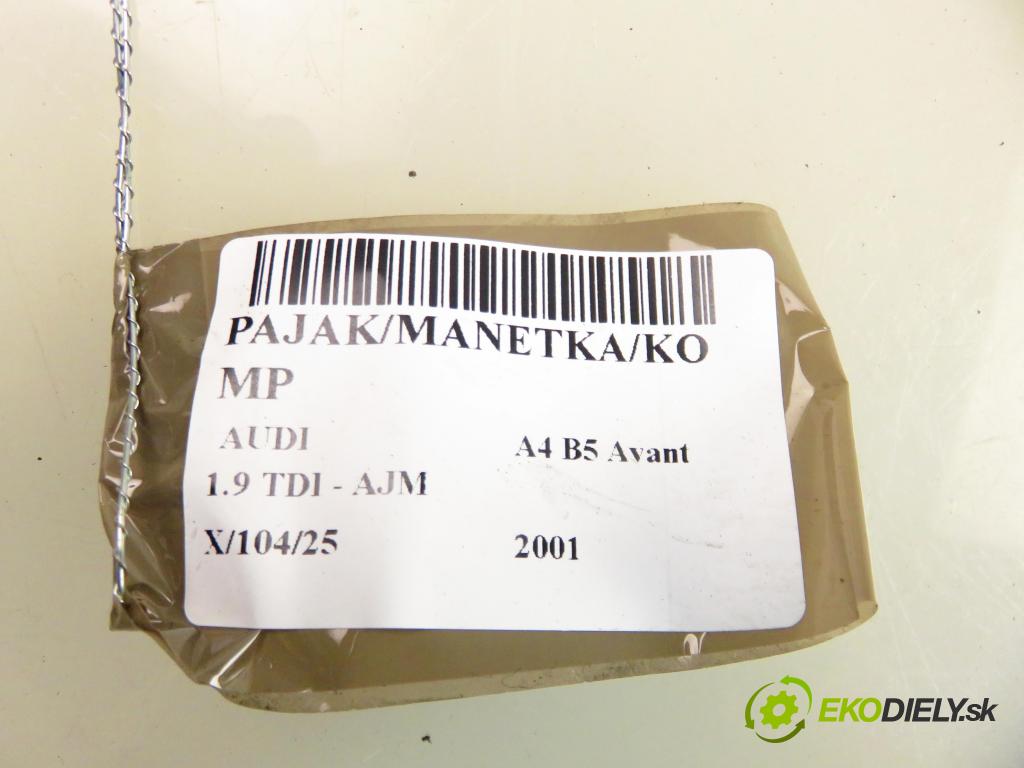 PAJAK/MANETKA/KO
MP
AUDI A4 B5 Avant
1.9 TDI - AJM
X/104/25 2001
EKODIELY.sk